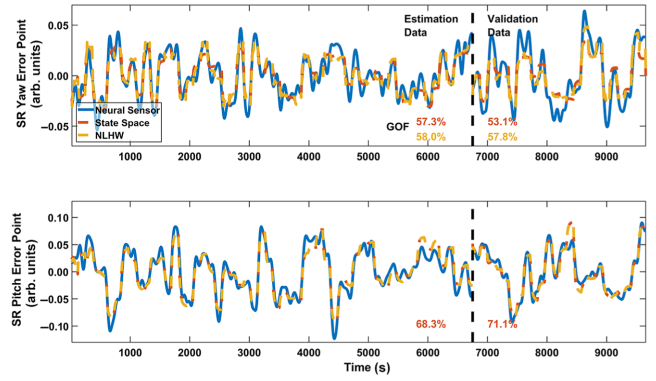 Estimation Data
Validation Data
SR Yaw Error Point
(arb. units)
0.05
0.00
−0.05
Neural Sensor
State Space
NLHW
GOF
57.3%
58.0%
53.1%
57.8%
1000 2000 3000 4000 5000 6000 7000 8000 9000
SR Pitch Error Point
(arb. units)
0.10
0.05
0.00
−0.05
−0.10
68.3%
71.1%
1000 2000 3000 4000 5000 6000 7000 8000 9000
Time (s)